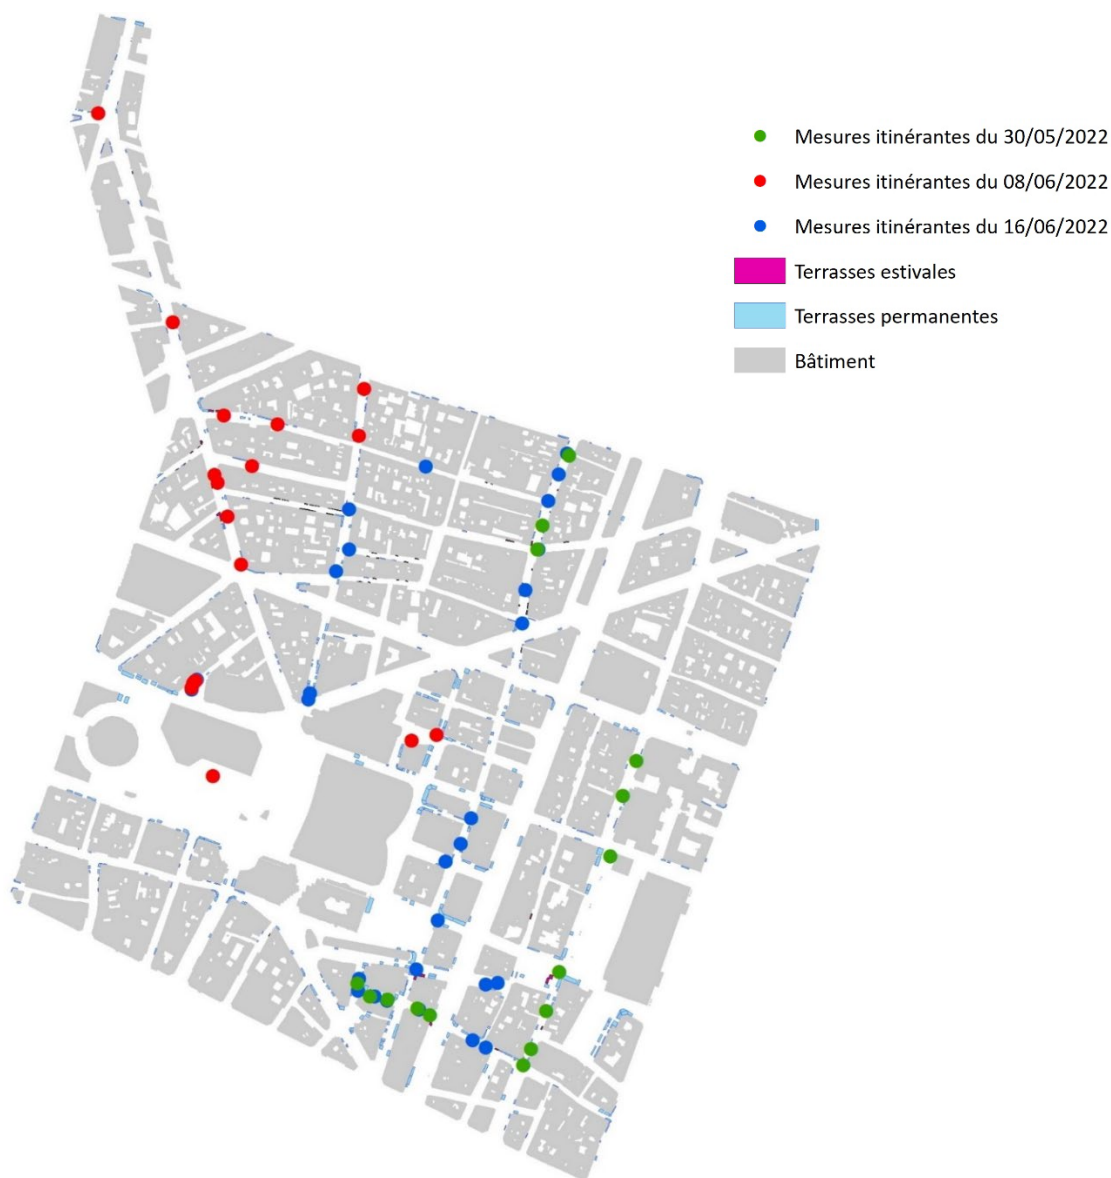 Mesures itinérantes du 30/05/2022
Mesures itinérantes du 08/06/2022
Mesures itinérantes du 16/06/2022
Terrasses estivales
Terrasses permanentes
Bâtiment